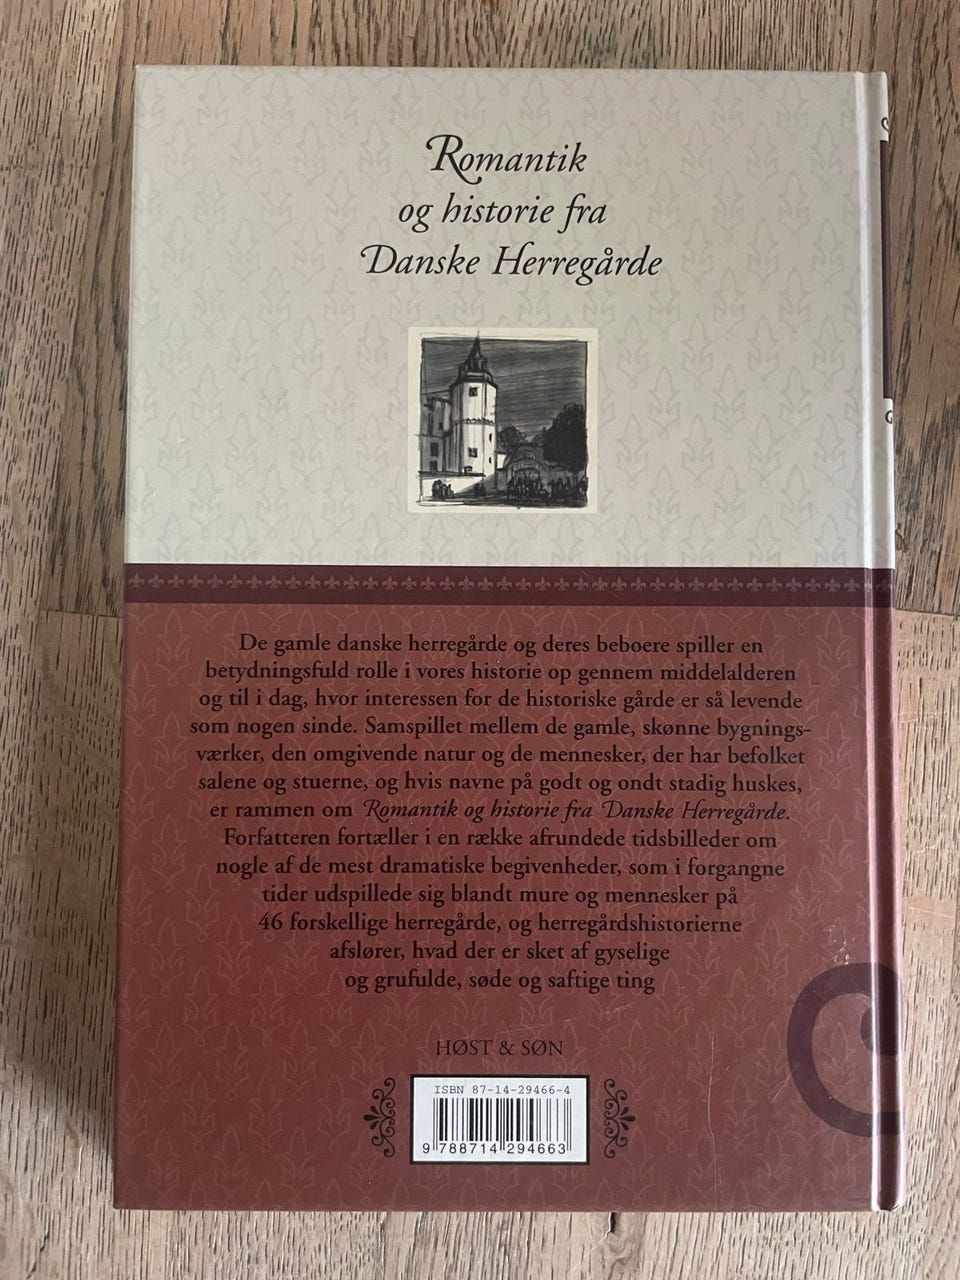 Romantik
og historie fra
Danske Herregårde
De gamle danske herregårde og deres beboere spiller en
betydningsfuld rolle i vores historie op gennem middelalderen
og til i dag, hvor interessen for de historiske gårde er så levende
som nogen sinde. Samspillet mellem de gamle, skønne bygnings-
værker, den omgivende natur og de mennesker, der har befolket
salene og stuerne, og hvis navne på godt og ondt stadig huskes,
er rammen om Romantik og historie fra Danske Herregårde.
Forfatteren fortæller i en række afrundede tidsbilleder om
nogle af de mest dramatiske begivenheder, som i forgangne
tider udspillede sig blandt mure og mennesker på
46 forskellige herregårde, og herregårdshistorierne
afslører, hvad der er sket af gyselige
og grufulde, søde og saftige ting
HØST & SØN
ISBN 87-14-29466-4
9 788714 294663